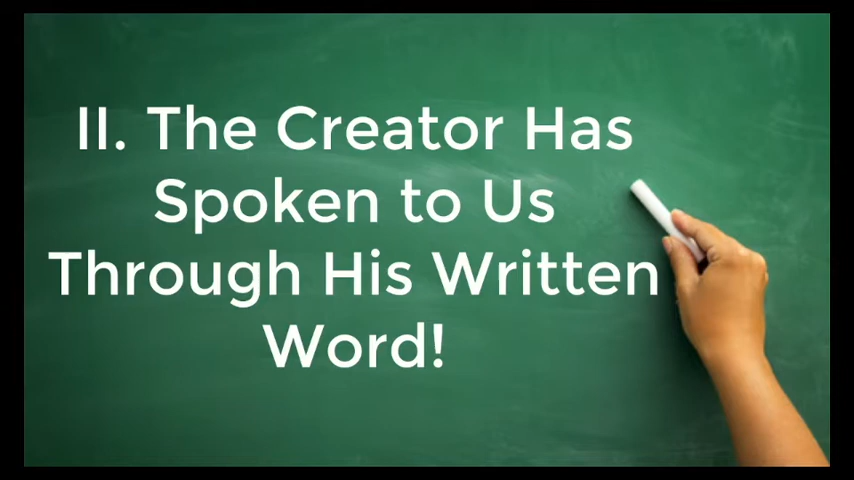 II. The Creator Has
Spoken to Us
Through His Written
Word!